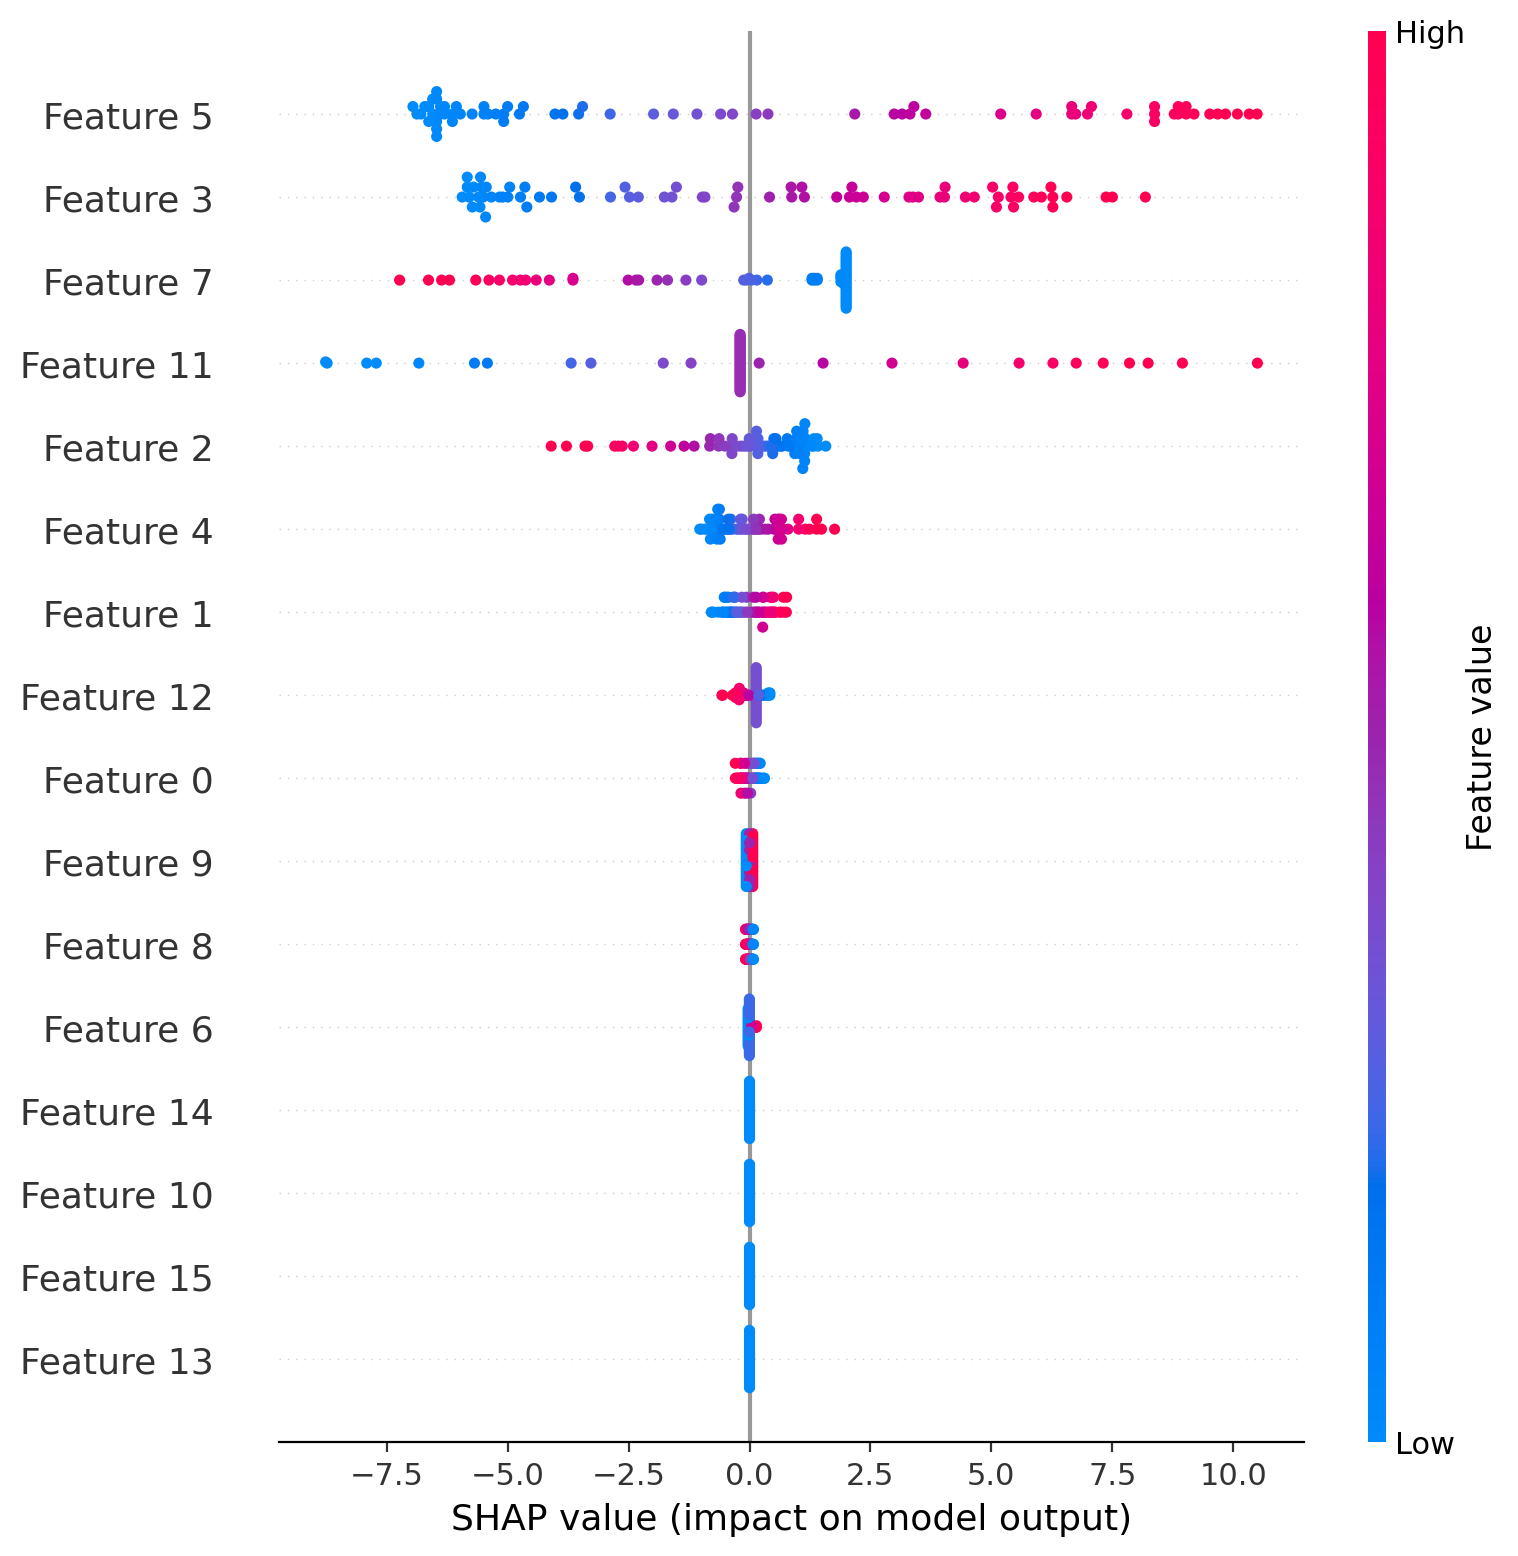 High
Feature 5
Feature 3
Feature 7
Feature 11
Feature 2
Feature 4
Feature 1
Feature 12
Feature 0
Feature 9
Feature 8
Feature 6
Feature 14
Feature 10
Feature 15
Feature 13
Feature value
Low
−7.5 −5.0 −2.5 0.0 2.5 5.0 7.5 10.0
SHAP value (impact on model output)